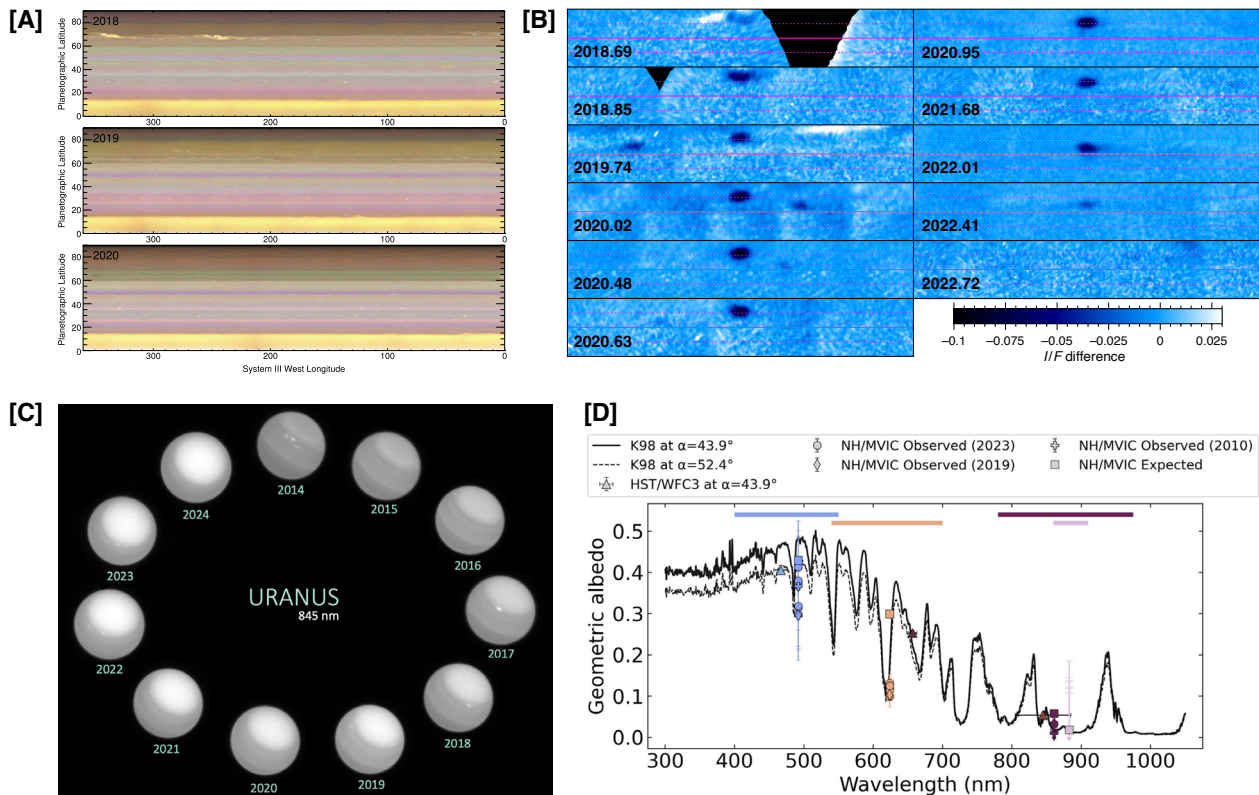 [A]
2018
80
60
40
20
0
Planetographic Latitude
300
200
100
0
2019
80
60
40
20
0
Planetographic Latitude
300
200
100
0
2020
80
60
40
20
0
Planetographic Latitude
300
200
100
0
System III West Longitude
[B]
2018.69
2018.85
2019.74
2020.02
2020.48
2020.63
2020.95
2021.68
2022.01
2022.41
2022.72
−0.1 −0.075 −0.05 −0.025 0 0.025
I/F difference
[C]
2014
2015
2016
2017
2018
2019
2020
2021
2022
2023
2024
URANUS
845 nm
[D]
K98 at α=43.9°
K98 at α=52.4°
HST/WFC3 at α=43.9°
NH/MVIC Observed (2023)
NH/MVIC Observed (2019)
NH/MVIC Observed (2010)
NH/MVIC Expected
Geometric albedo
0.5
0.4
0.3
0.2
0.1
0.0
300 400 500 600 700 800 900 1000
Wavelength (nm)